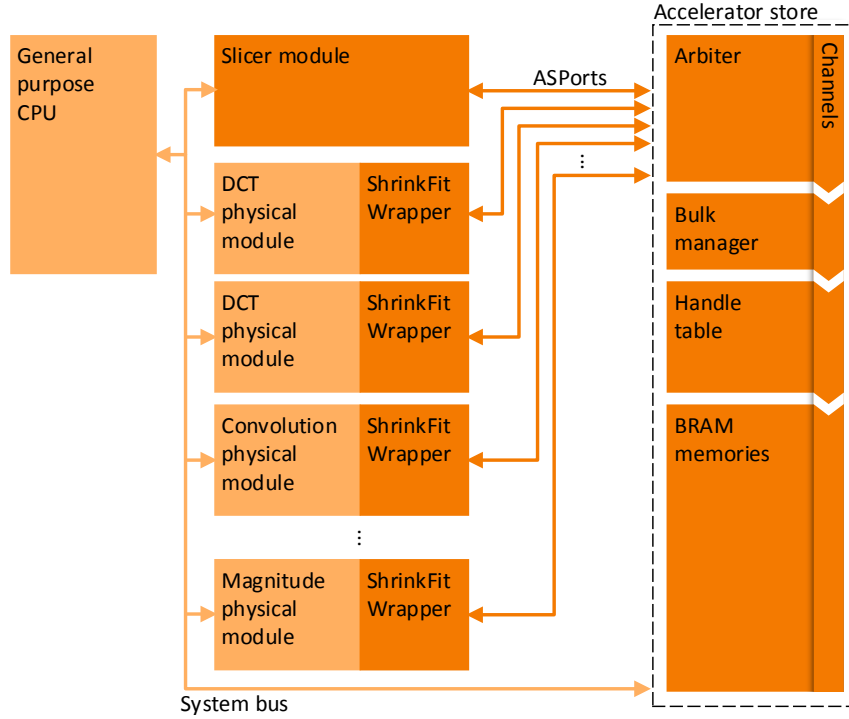 Accelerator store
General
purpose
CPU
Slicer module
ASPorts
Arbiter
Channels
...
DCT
physical
module
ShrinkFit
Wrapper
Bulk
manager
DCT
physical
module
ShrinkFit
Wrapper
Handle
table
Convolution
physical
module
ShrinkFit
Wrapper
BRAM
memories
...
Magnitude
physical
module
ShrinkFit
Wrapper
System bus